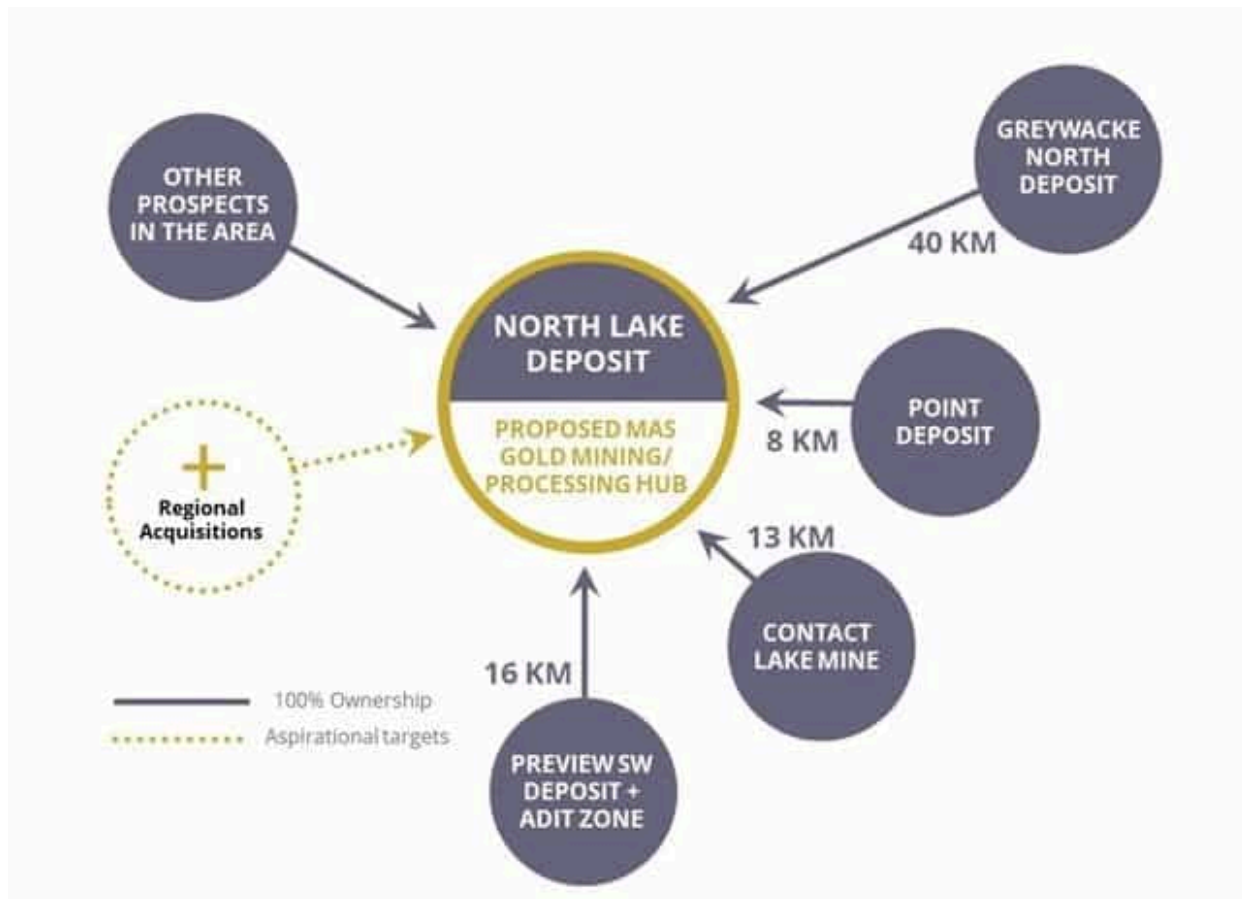 GREYWACKE
NORTH
DEPOSIT
OTHER
PROSPECTS
IN THE AREA
40 KM
NORTH LAKE
DEPOSIT
PROPOSED MAS
GOLD MINING/
PROCESSING HUB
POINT
DEPOSIT
8 KM
+
Regional
Acquisitions
13 KM
CONTACT
LAKE MINE
16 KM
PREVIEW SW
DEPOSIT +
ADIT ZONE
100% Ownership
Aspirational targets